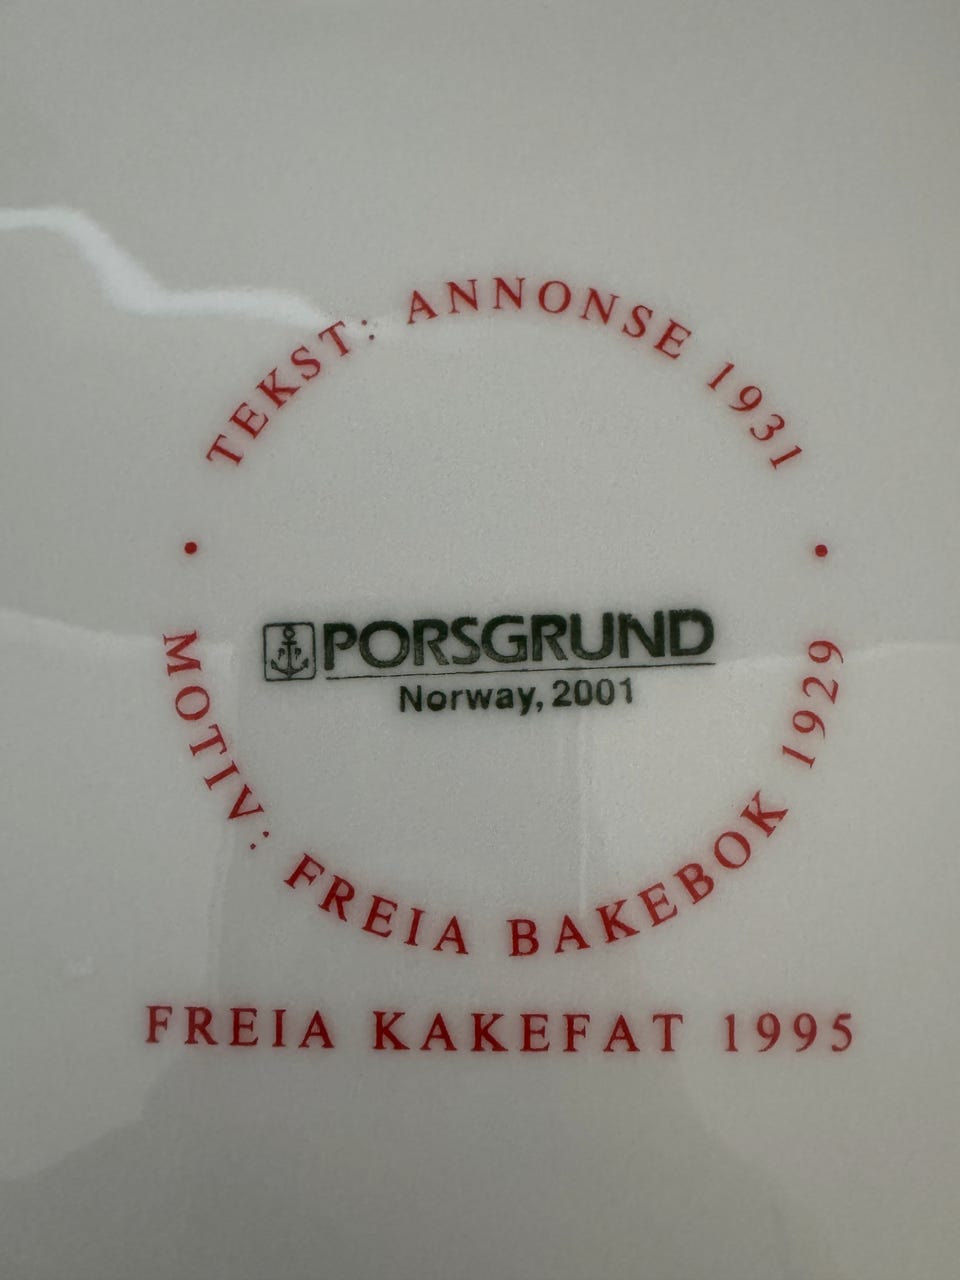 TEKST: ANNONSE 1931
PORSGRUND
Norway, 2001
MOTIV: FREIA BAKEBOK 1929
FREIA KAKEFAT 1995